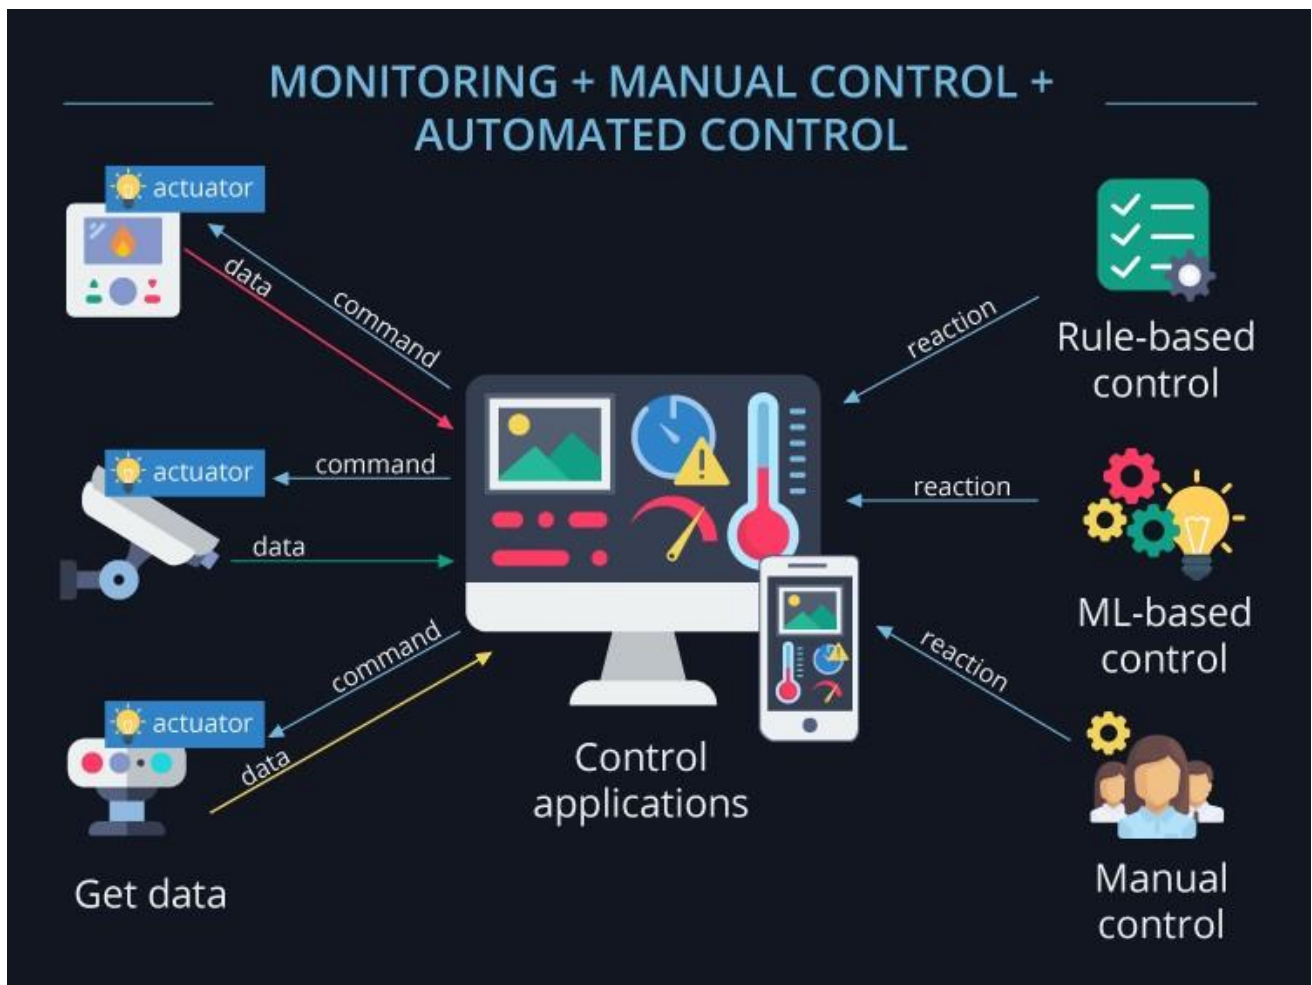 MONITORING + MANUAL CONTROL +
AUTOMATED CONTROL
actuator
data
command
actuator
command
data
actuator
command
data
Get data
Control
applications
reaction
Rule-based
control
reaction
ML-based
control
reaction
Manual
control